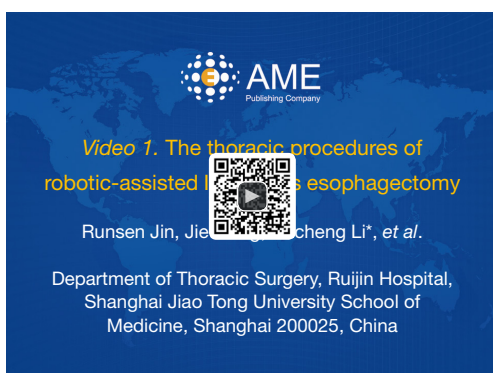 AME
Publishing Company
Video 1. The thoracic procedures of
robotic-assisted esophagectomy
Runsen Jin, Jie cheng Li*, et al.
Department of Thoracic Surgery, Ruijin Hospital,
Shanghai Jiao Tong University School of
Medicine, Shanghai 200025, China